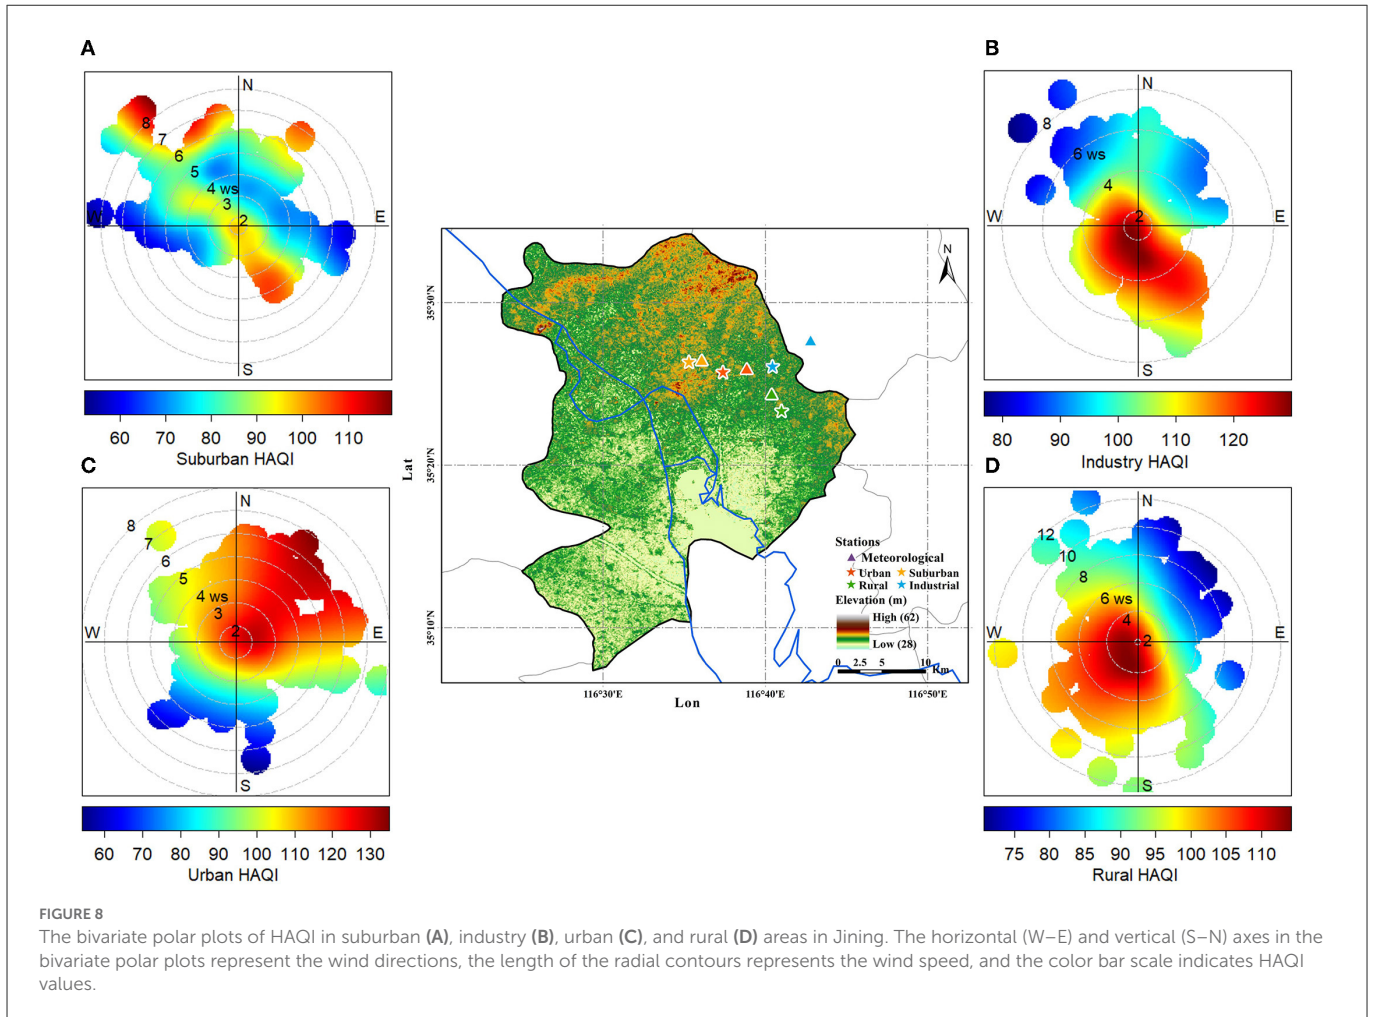 A
N
8
7
6
5
4 ws
3
2
W
E
S
60 70 80 90 100 110
Suburban HAQI
B
N
8
6 ws
4
2
W
E
S
80 90 100 110 120
Industry HAQI
N
35°30'N
35°20'N
35°10'N
Lat
116°30'E
116°40'E
116°50'E
Lon
Stations
Meteorological
Urban Suburban
Rural Industrial
Elevation (m)
High (62)
Low (28)
0 2.5 5 10
Km
C
N
8
7
6
5
4 ws
3
2
W
E
S
60 70 80 90 100 110 120 130
Urban HAQI
D
N
12
10
8
6 ws
4
2
W
E
S
75 80 85 90 95 100 105 110
Rural HAQI
FIGURE 8
The bivariate polar plots of HAQI in suburban (A), industry (B), urban (C), and rural (D) areas in Jining. The horizontal (W–E) and vertical (S–N) axes in the
bivariate polar plots represent the wind directions, the length of the radial contours represents the wind speed, and the color bar scale indicates HAQI
values.